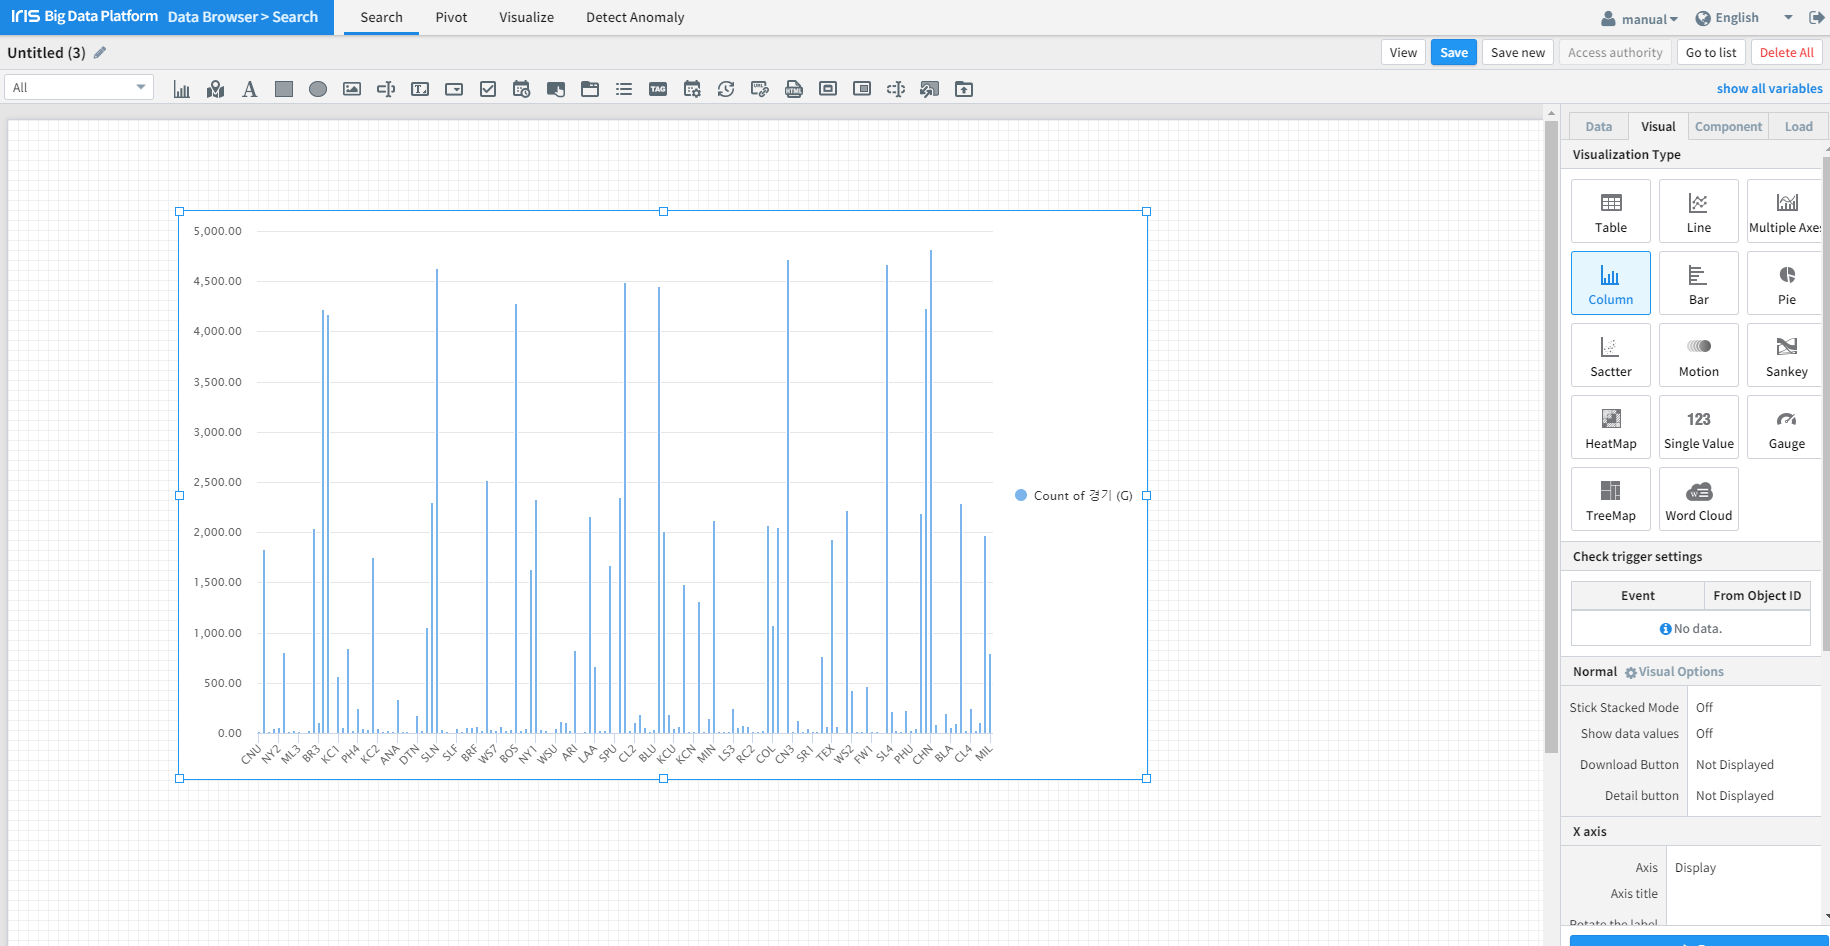 IRIS Big Data Platform Data Browser > Search Search Pivot Visualize Detect Anomaly manual English
Untitled (3) View Save Save new Access authority Go to list Delete All
All A T TAG HTML show all variables
Data Visual Component Load
Visualization Type
Table Line Multiple Axe
Column Bar Pie
Sactter Motion Sankey
123
HeatMap Single Value Gauge
TreeMap Word Cloud
Check trigger settings
Event From Object ID
No data.
Normal Visual Options
Stick Stacked Mode Off
Show data values Off
Download Button Not Displayed
Detail button Not Displayed
X axis
Axis Display
Axis title
Rotate the label
5,000.00
4,500.00
4,000.00
3,500.00
3,000.00
2,500.00
2,000.00
1,500.00
1,000.00
500.00
0.00
CNU NY2 ML3 BR3 KC1 PH4 KC2 ANA DTN SLN SLF BRF WS7 BOS NY1 WSU ARI LAA SPU CL2 BLU KCU KCN MIN LS3 RC2 COL CN3 SR1 TEX WS2 FW1 SL4 PHU CHN BLA CL4 MIL
Count of 경기 (G)